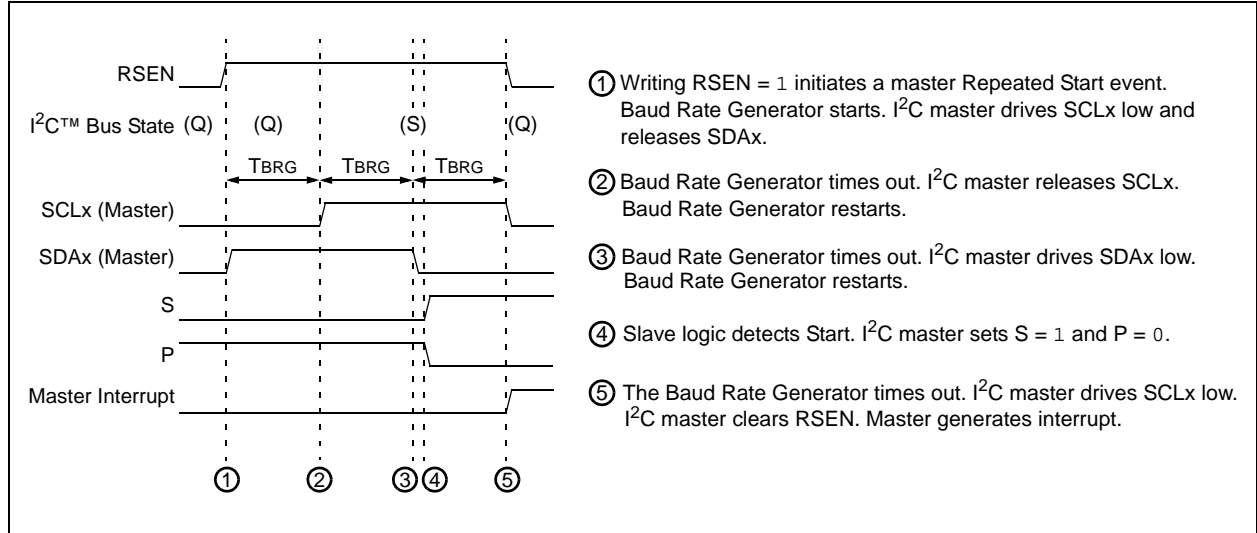 RSEN
I²C™ Bus State (Q) (Q) (S) (Q)
TBRG TBRG TBRG
SCLx (Master)
SDAx (Master)
S
P
Master Interrupt
1 2 3 4 5
1 Writing RSEN = 1 initiates a master Repeated Start event.
Baud Rate Generator starts. I²C master drives SCLx low and
releases SDAx.
2 Baud Rate Generator times out. I²C master releases SCLx.
Baud Rate Generator restarts.
3 Baud Rate Generator times out. I²C master drives SDAx low.
Baud Rate Generator restarts.
4 Slave logic detects Start. I²C master sets S = 1 and P = 0.
5 The Baud Rate Generator times out. I²C master drives SCLx low.
I²C master clears RSEN. Master generates interrupt.